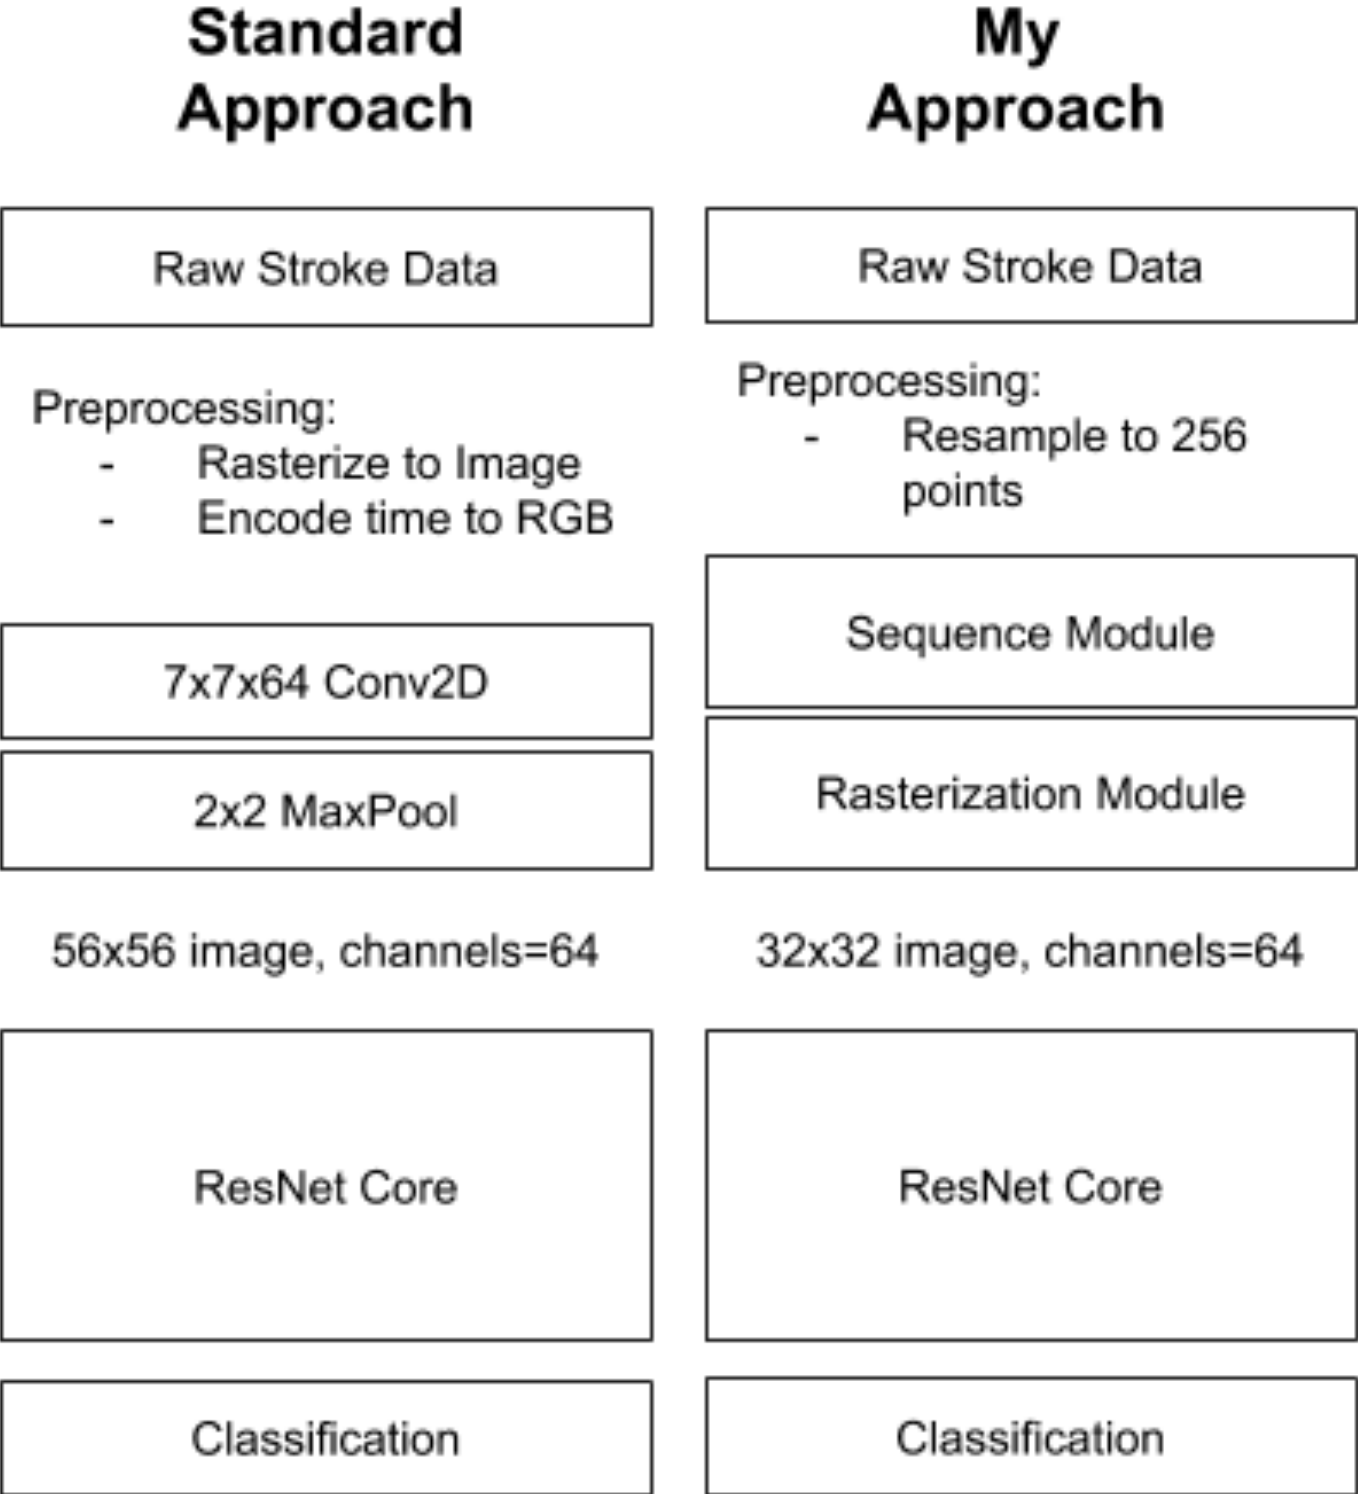 Standard
Approach
Raw Stroke Data
Preprocessing:
- Rasterize to Image
- Encode time to RGB
7x7x64 Conv2D
2x2 MaxPool
56x56 image, channels=64
ResNet Core
Classification
My
Approach
Raw Stroke Data
Preprocessing:
- Resample to 256
points
Sequence Module
Rasterization Module
32x32 image, channels=64
ResNet Core
Classification